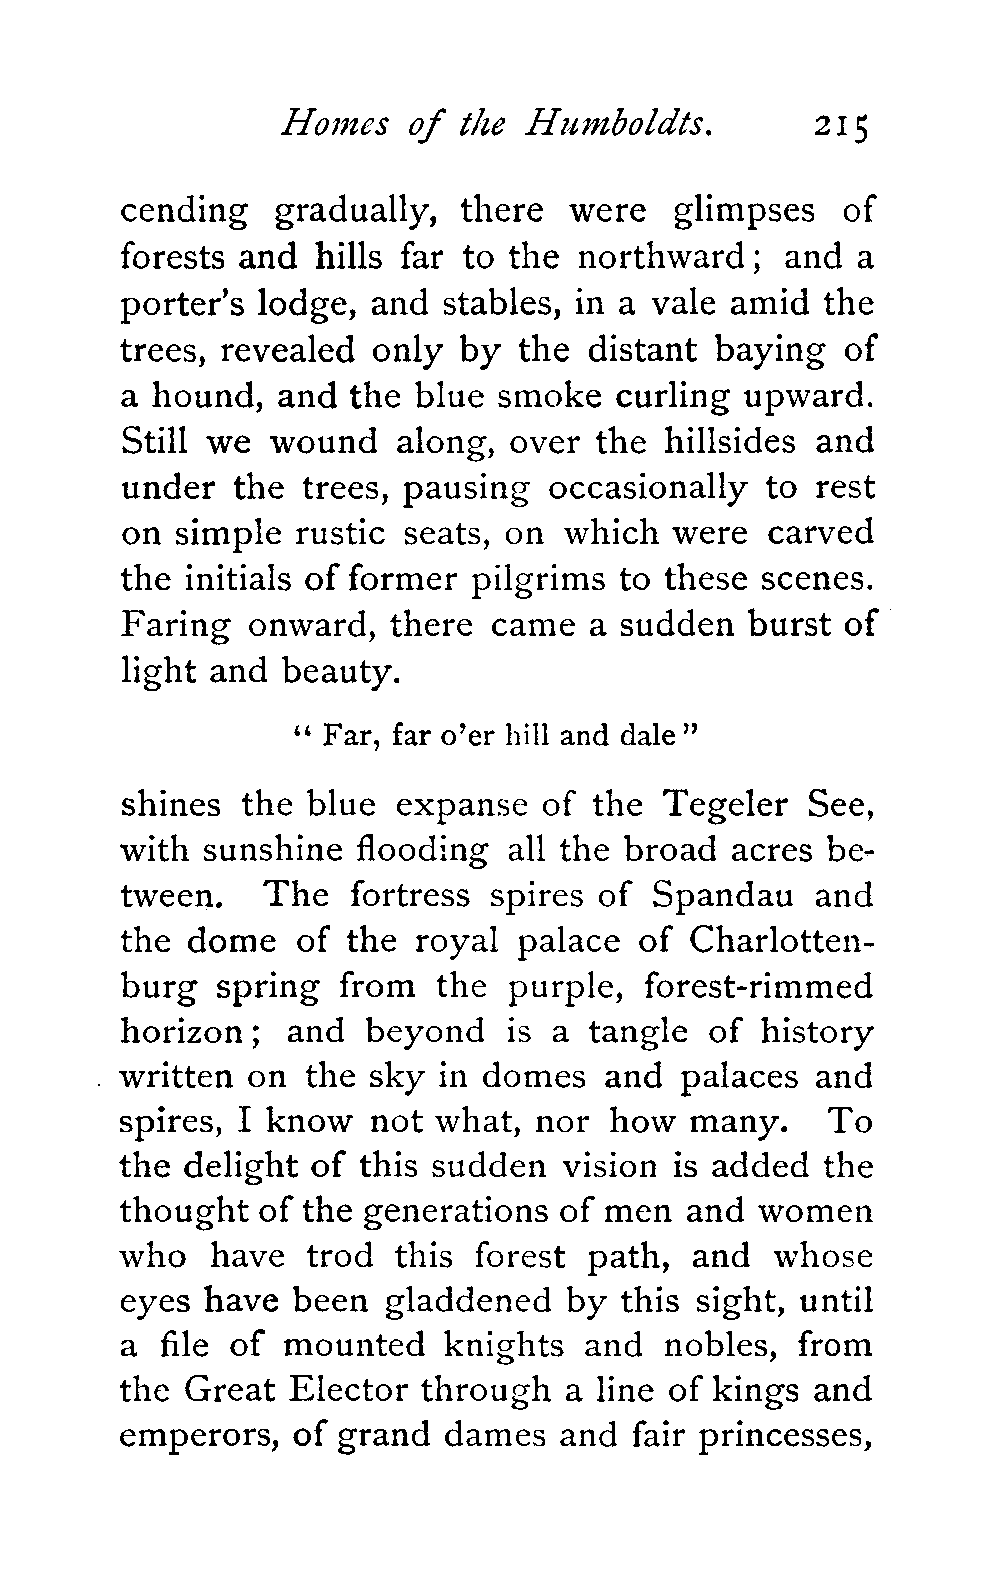 Homes of the Humboldts. 215
cending gradually, there were glimpses of
forests and hills far to the northward; and a
porter's lodge, and stables, in a vale amid the
trees, revealed only by the distant baying of
a hound, and the blue smoke curling upward.
Still we wound along, over the hillsides and
under the trees, pausing occasionally to rest
on simple rustic seats, on which were carved
the initials of former pilgrims to these scenes.
Faring onward, there came a sudden burst of
light and beauty.
“Far, far o'er hill and dale”
shines the blue expanse of the Tegeler See,
with sunshine flooding all the broad acres be-
tween. The fortress spires of Spandau and
the dome of the royal palace of Charlotten-
burg spring from the purple, forest-rimmed
horizon; and beyond is a tangle of history
written on the sky in domes and palaces and
spires, I know not what, nor how many. To
the delight of this sudden vision is added the
thought of the generations of men and women
who have trod this forest path, and whose
eyes have been gladdened by this sight, until
a file of mounted knights and nobles, from
the Great Elector through a line of kings and
emperors, of grand dames and fair princesses,